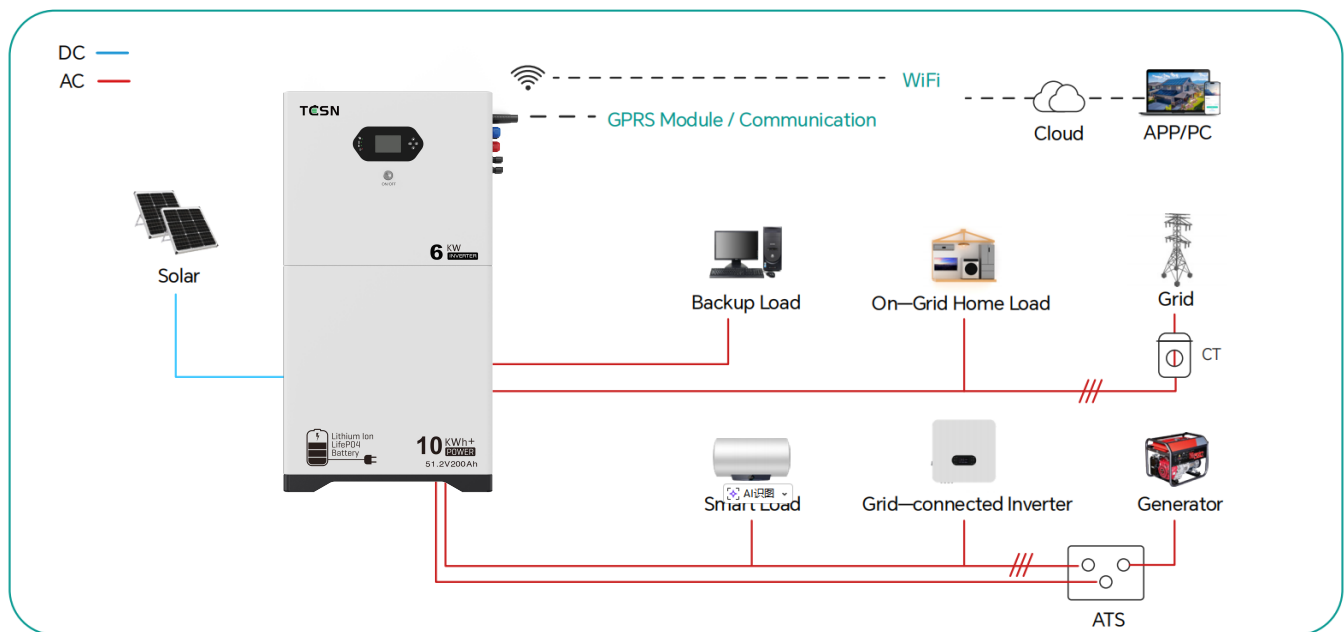 DC
AC
WiFi
GPRS Module / Communication
Cloud
APP/PC
TCSN
ON/OFF
Solar
6 KW
INVERTER
Backup Load
On—Grid Home Load
Grid
CT
Lithium Ion
LifePO4
Battery
10 KWh+
POWER
51.2V200Ah
AI识图
Smart Load
Grid—connected Inverter
Generator
ATS